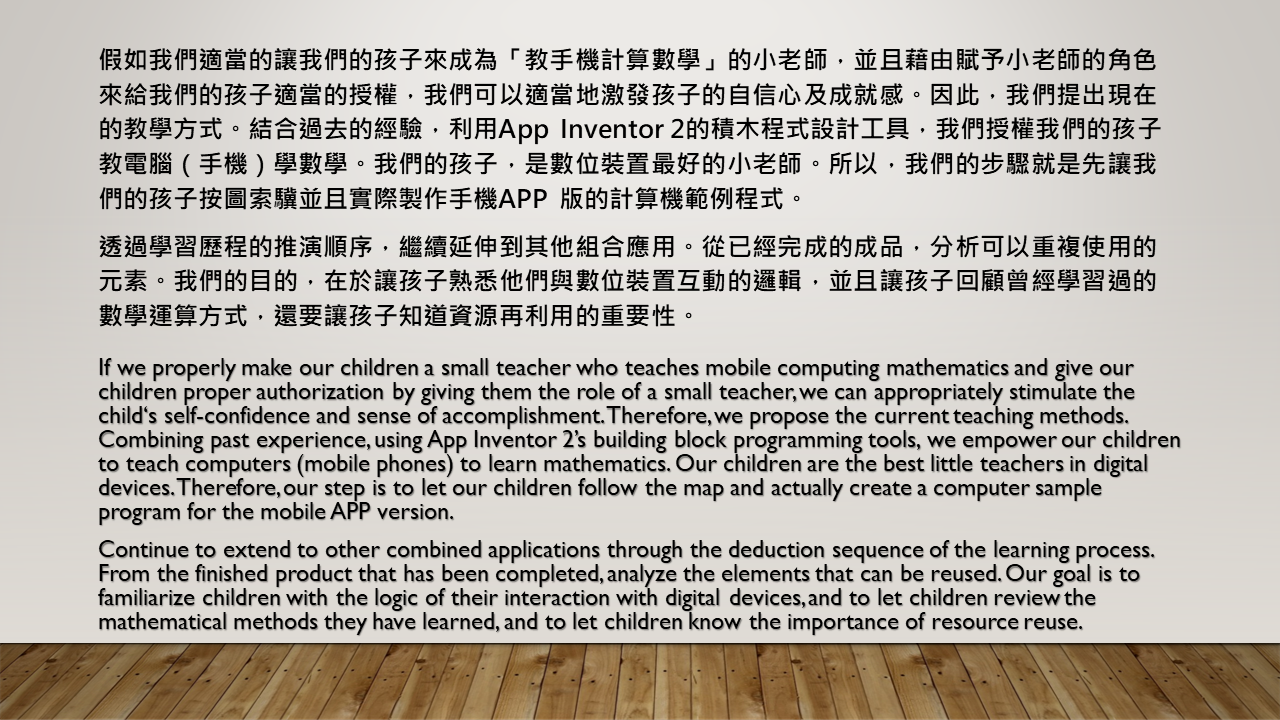 假如我們適當的讓我們的孩子來成為「教手機計算數學」的小老師，並且藉由賦予小老師的角色
來給我們的孩子適當的授權，我們可以適當地激發孩子的自信心及成就感。因此，我們提出現在
的教學方式。結合過去的經驗，利用App Inventor 2的積木程式設計工具，我們授權我們的孩子
教電腦（手機）學數學。我們的孩子，是數位裝置最好的小老師。所以，我們的步驟就是先讓我
們的孩子按圖索驥並且實際製作手機APP 版的計算機範例程式。
透過學習歷程的推演順序，繼續延伸到其他組合應用。從已經完成的成品，分析可以重複使用的
元素。我們的目的，在於讓孩子熟悉他們與數位裝置互動的邏輯，並且讓孩子回顧曾經學習過的
數學運算方式，還要讓孩子知道資源再利用的重要性。
If we properly make our children a small teacher who teaches mobile computing mathematics and give our
children proper authorization by giving them the role of a small teacher, we can appropriately stimulate the
child‘s self-confidence and sense of accomplishment. Therefore, we propose the current teaching methods.
Combining past experience, using App Inventor 2’s building block programming tools, we empower our children
to teach computers (mobile phones) to learn mathematics. Our children are the best little teachers in digital
devices. Therefore, our step is to let our children follow the map and actually create a computer sample
program for the mobile APP version.
Continue to extend to other combined applications through the deduction sequence of the learning process.
From the finished product that has been completed, analyze the elements that can be reused. Our goal is to
familiarize children with the logic of their interaction with digital devices, and to let children review the
mathematical methods they have learned, and to let children know the importance of resource reuse.